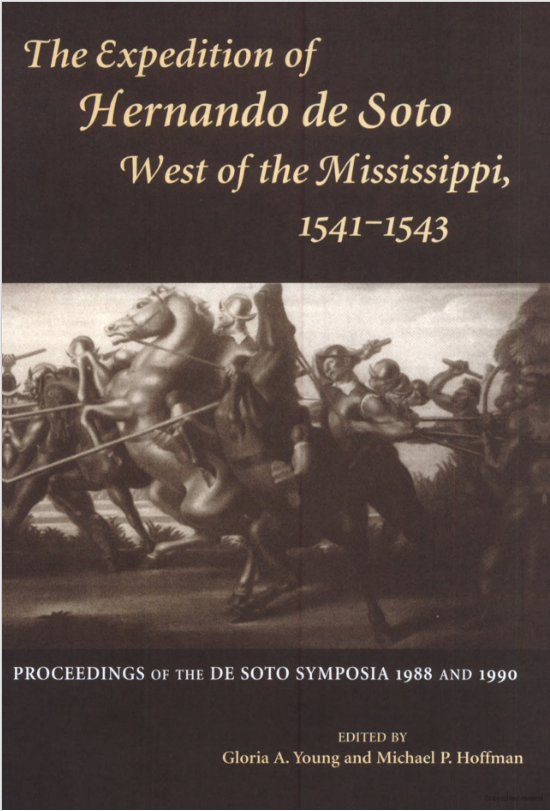 The Expedition of
Hernando de Soto
West of the Mississippi,
1541–1543
PROCEEDINGS OF THE DE SOTO SYMPOSIA 1988 AND 1990
EDITED BY
Gloria A. Young and Michael P. Hoffman